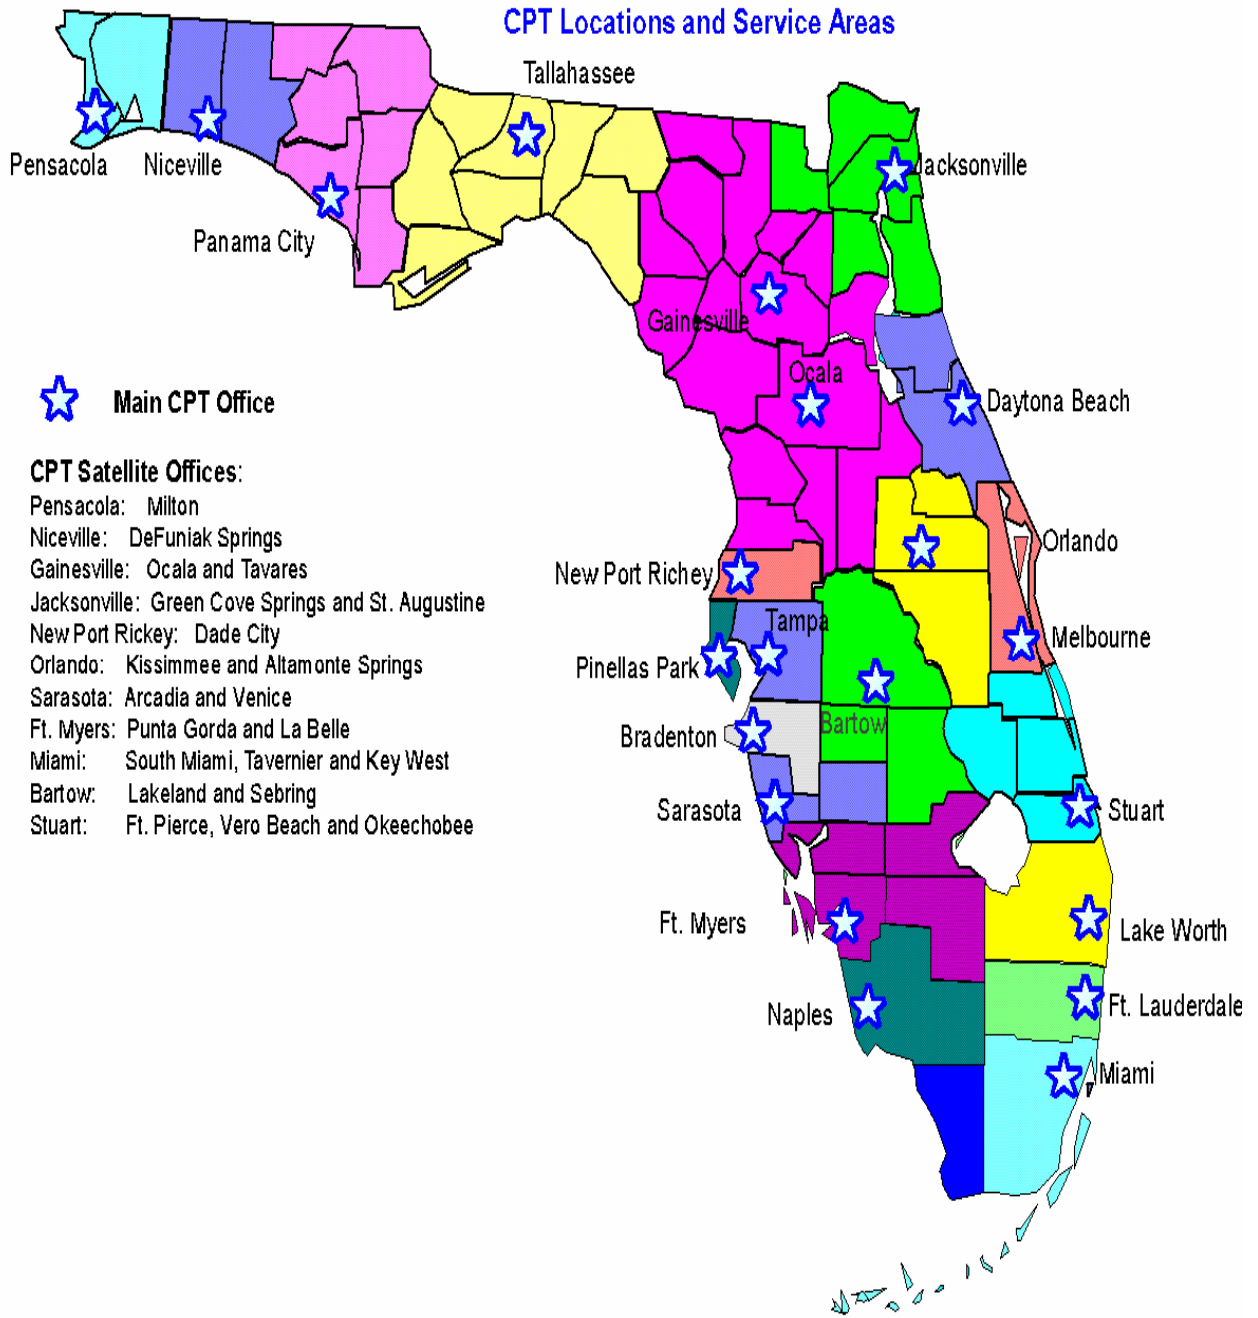 CPT Locations and Service Areas
Tallahassee
Pensacola
Niceville
Jacksonville
Panama City
Gainesville
Ocala
Daytona Beach
Main CPT Office
CPT Satellite Offices:
Pensacola: Milton
Niceville: DeFuniak Springs
Gainesville: Ocala and Tavares
Jacksonville: Green Cove Springs and St. Augustine
New Port Rickey: Dade City
Orlando: Kissimmee and Altamonte Springs
Sarasota: Arcadia and Venice
Ft. Myers: Punta Gorda and La Belle
Miami: South Miami, Tavernier and Key West
Bartow: Lakeland and Sebring
Stuart: Ft. Pierce, Vero Beach and Okeechobee
Orlando
New Port Richey
Tampa
Melbourne
Pinellas Park
Bartow
Bradenton
Sarasota
Stuart
Ft. Myers
Lake Worth
Naples
Ft. Lauderdale
Miami